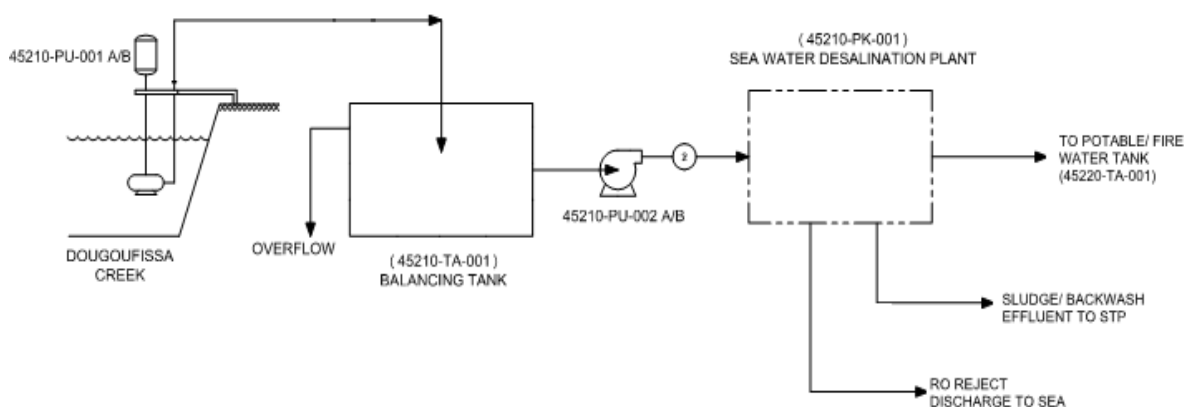 45210-PU-001 A/B
DOUGOUFISSA
CREEK
OVERFLOW
( 45210-TA-001 )
BALANCING TANK
45210-PU-002 A/B
2
( 45210-PK-001 )
SEA WATER DESALINATION PLANT
TO POTABLE/ FIRE
WATER TANK
(45220-TA-001)
SLUDGE/ BACKWASH
EFFLUENT TO STP
RO REJECT
DISCHARGE TO SEA